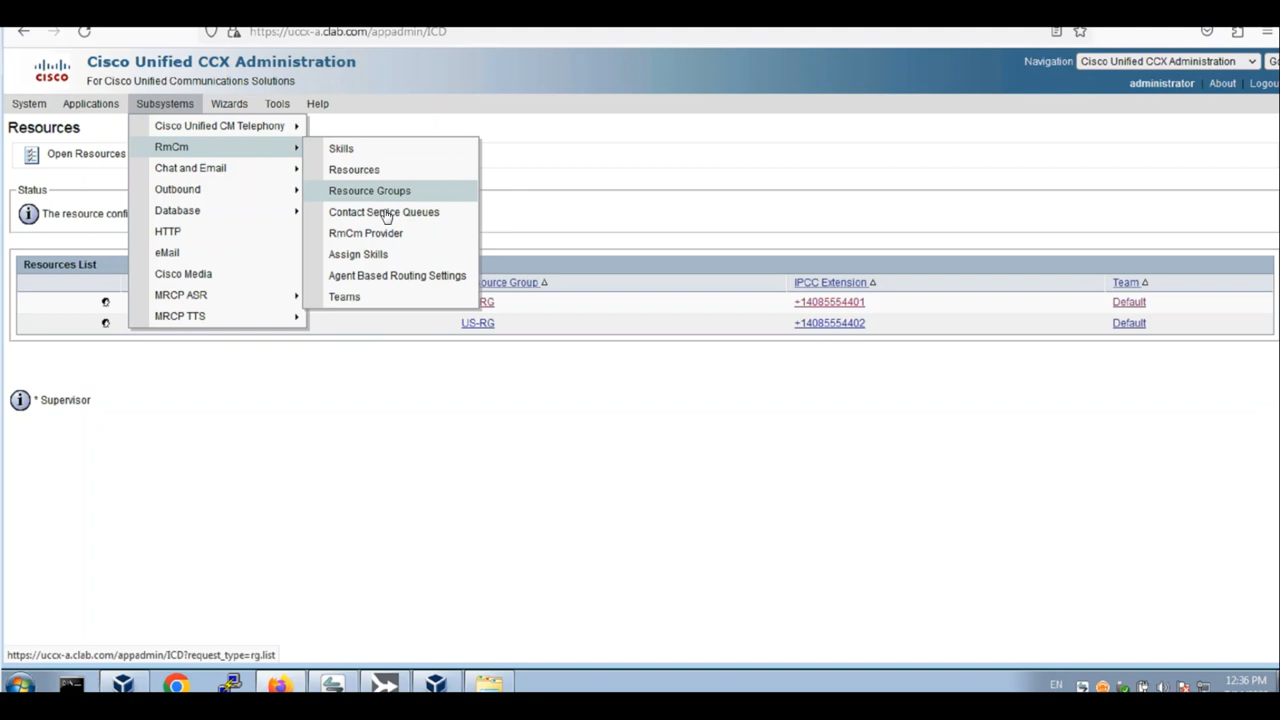 https://uccx-a.clab.com/appadmin/ICD
CISCO
Cisco Unified CCX Administration
For Cisco Unified Communications Solutions
Navigation Cisco Unified CCX Administration
administrator | About | Logou
System Applications Subsystems Wizards Tools Help
Resources
Open Resources
Status
The resource confi
Resources List
Cisco Unified CM Telephony
RmCm
Chat and Email
Outbound
Database
HTTP
eMail
Cisco Media
MRCP ASR
MRCP TTS
Skills
Resources
Resource Groups
Contact Service Queues
RmCm Provider
Assign Skills
Agent Based Routing Settings
Teams
ource Group IPCC Extension Team
RG +14085554401 Default
US-RG +14085554402 Default
* Supervisor
https://uccx-a.clab.com/appadmin/ICD?request_type=rg.list
EN 12:36 PM